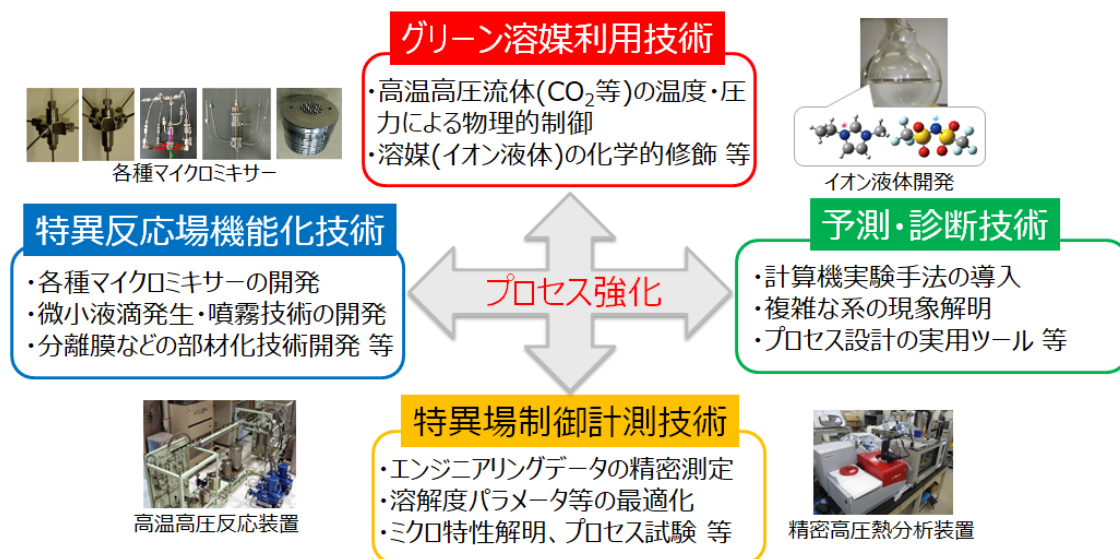 グリーン溶媒利用技術
・高温高圧流体(CO₂等)の温度・圧
力による物理的制御
・溶媒(イオン液体)の化学的修飾 等
各種マイクロミキサー
イオン液体開発
特異反応場機能化技術
・各種マイクロミキサーの開発
・微小液滴発生・噴霧技術の開発
・分離膜などの部材化技術開発 等
プロセス強化
予測・診断技術
・計算機実験手法の導入
・複雑な系の現象解明
・プロセス設計の実用ツール 等
特異場制御計測技術
・エンジニアリングデータの精密測定
・溶解度パラメータ等の最適化
・ミクロ特性解明、プロセス試験 等
高温高圧反応装置
精密高圧熱分析装置